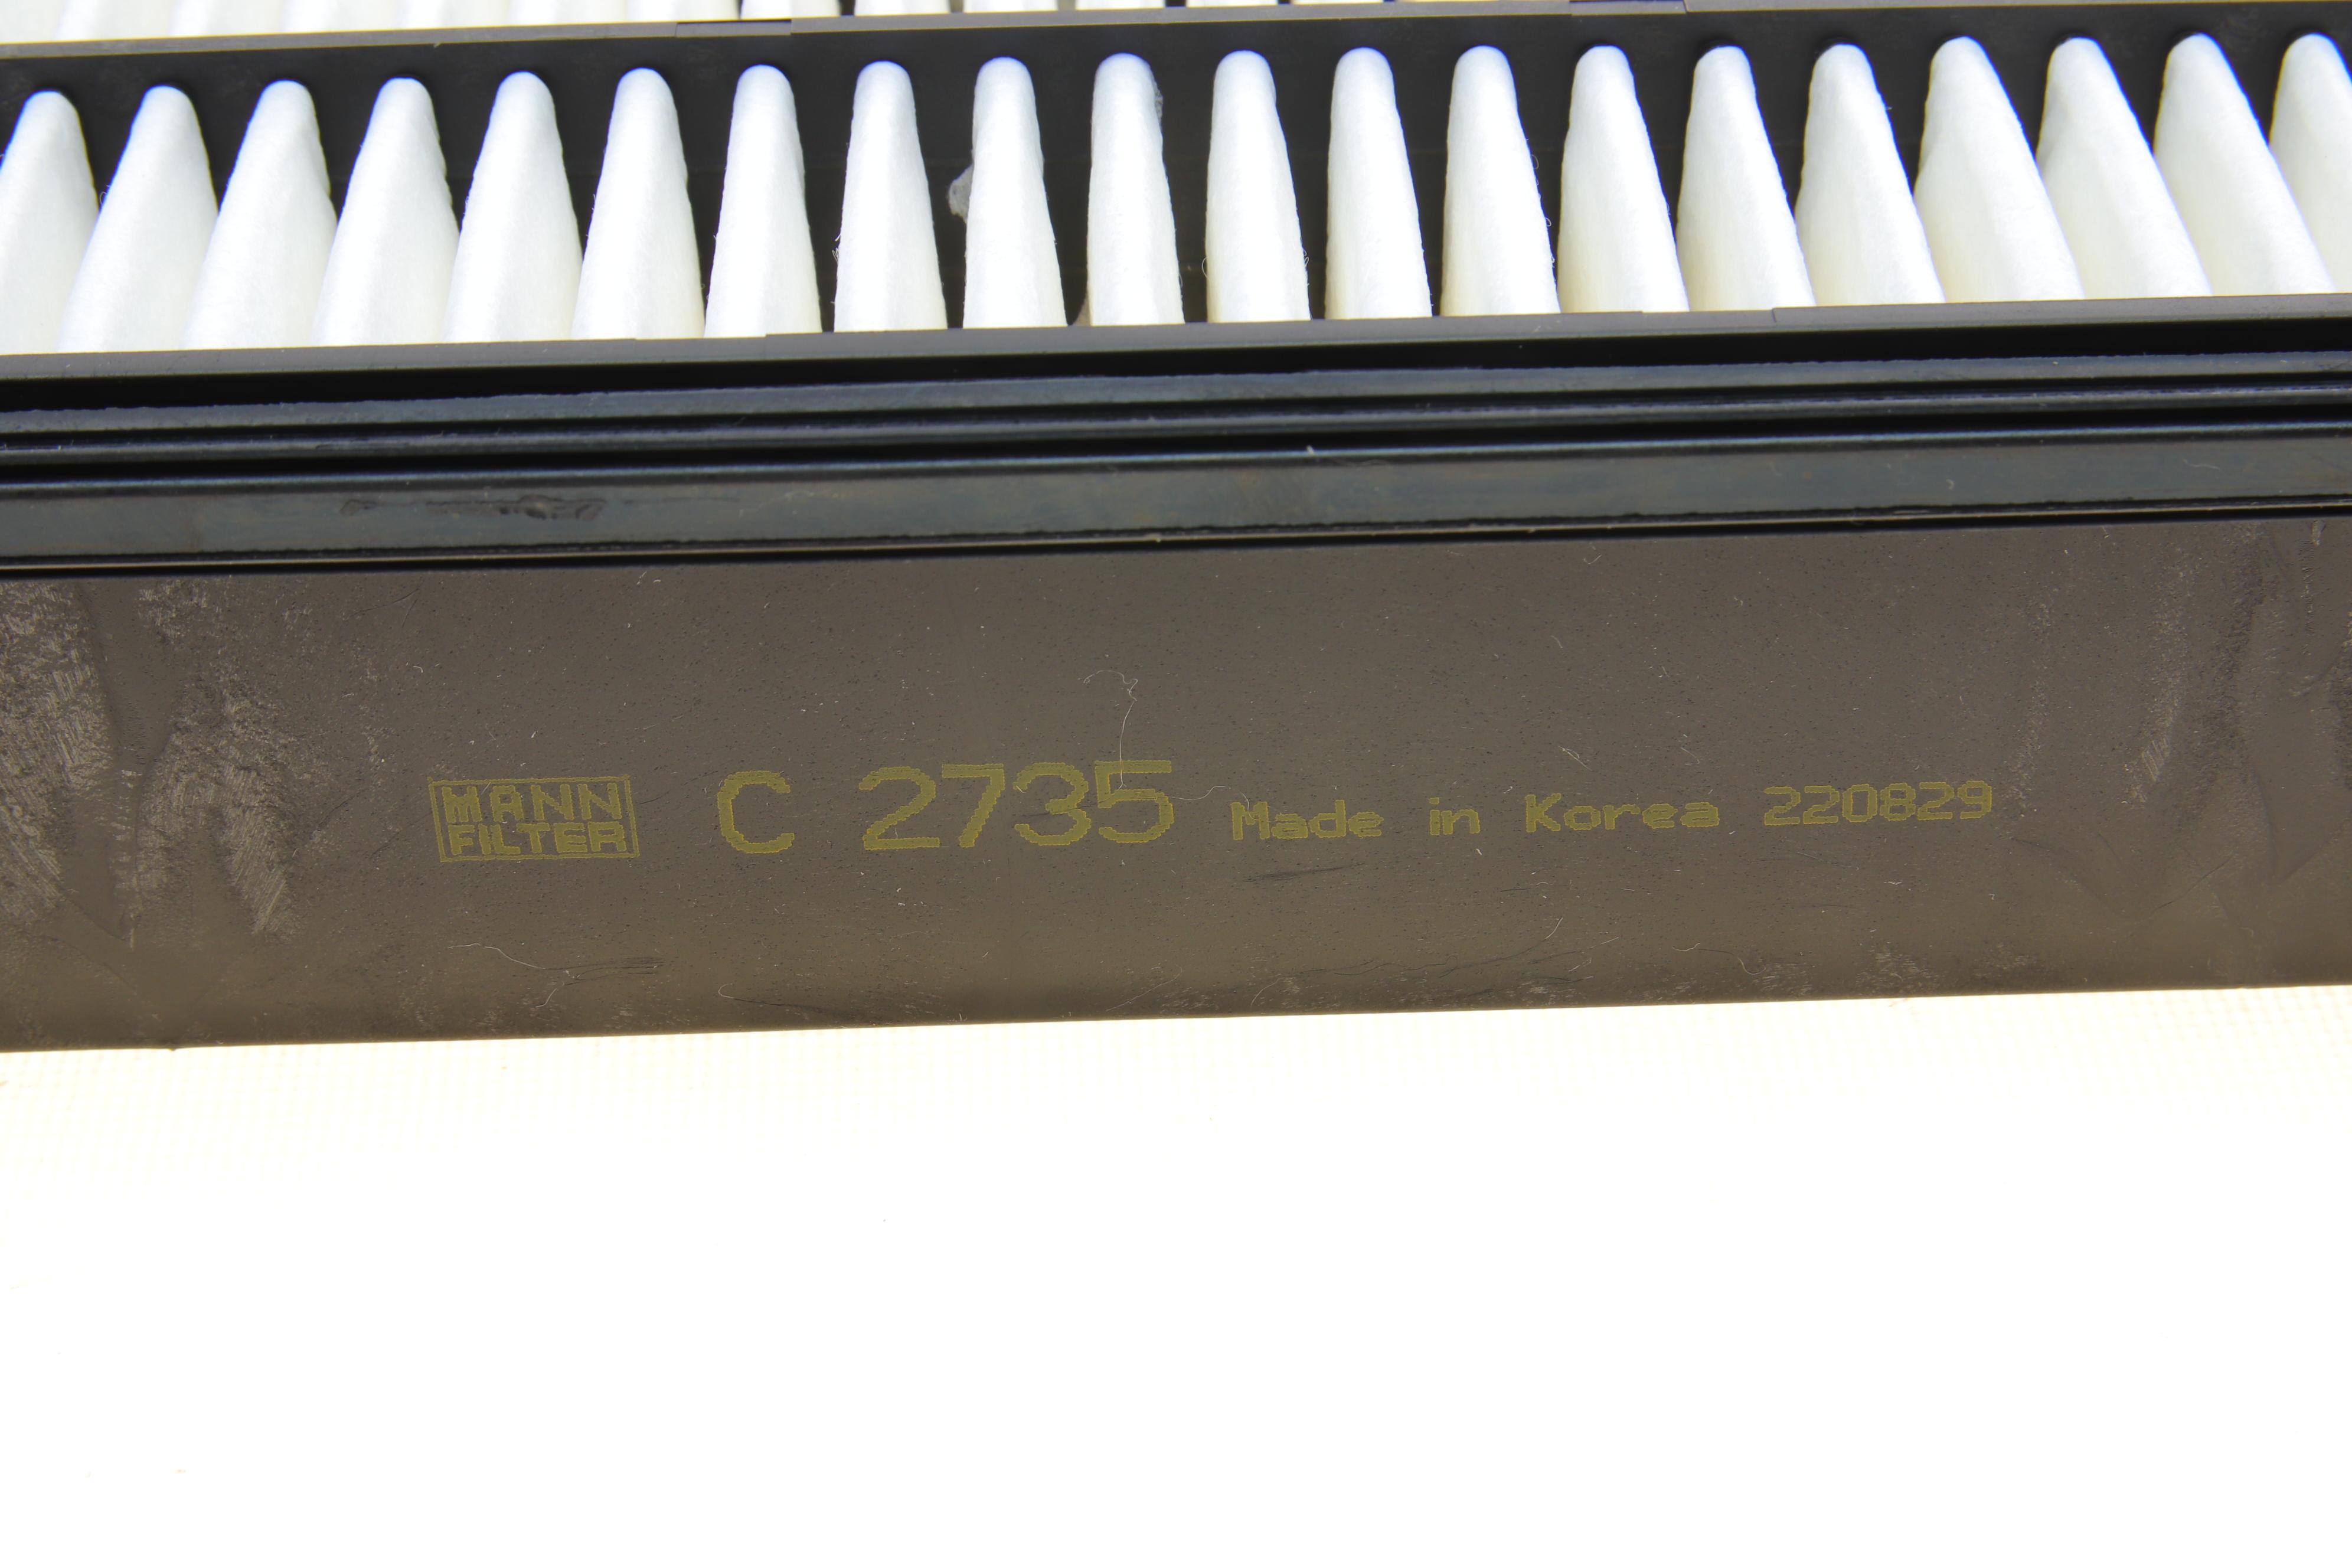 MANN
FILTER
C 2735 Made in Korea 220829